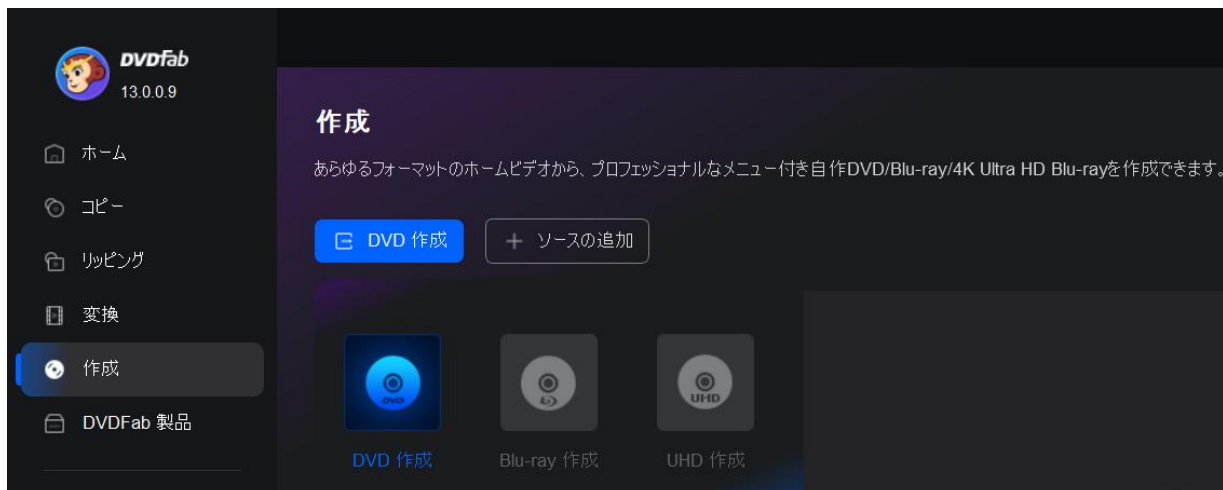 DVDfab
13.0.0.9
ホーム
コピー
リッピング
変換
作成
DVDFab 製品
作成
あらゆるフォーマットのホームビデオから、プロフェッショナルなメニュー付き自作DVD/Blu-ray/4K Ultra HD Blu-rayを作成できます。
DVD 作成
ソースの追加
DVD
UHD
DVD 作成
Blu-ray 作成
UHD 作成